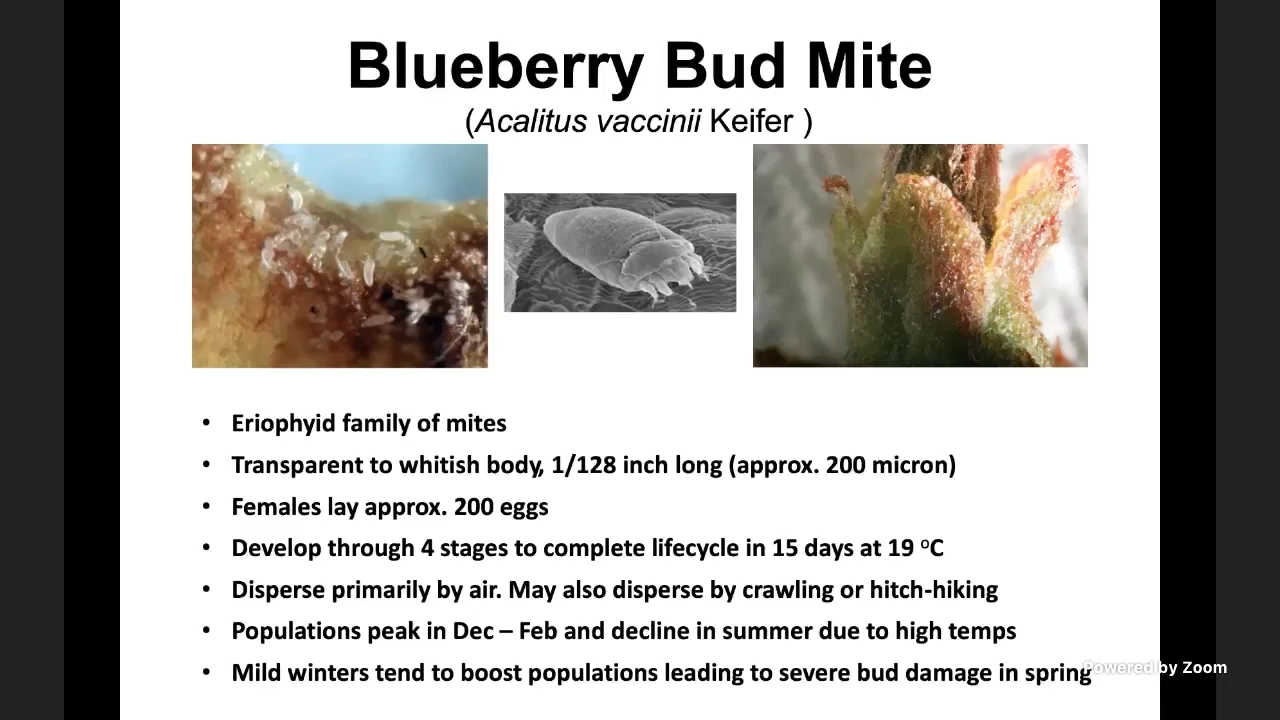 Blueberry Bud Mite
(Acalitus vaccinii Keifer )
• Eriophyid family of mites
• Transparent to whitish body, 1/128 inch long (approx. 200 micron)
• Females lay approx. 200 eggs
• Develop through 4 stages to complete lifecycle in 15 days at 19 °C
• Disperse primarily by air. May also disperse by crawling or hitch-hiking
• Populations peak in Dec – Feb and decline in summer due to high temps
• Mild winters tend to boost populations leading to severe bud damage in spring
Powered by Zoom